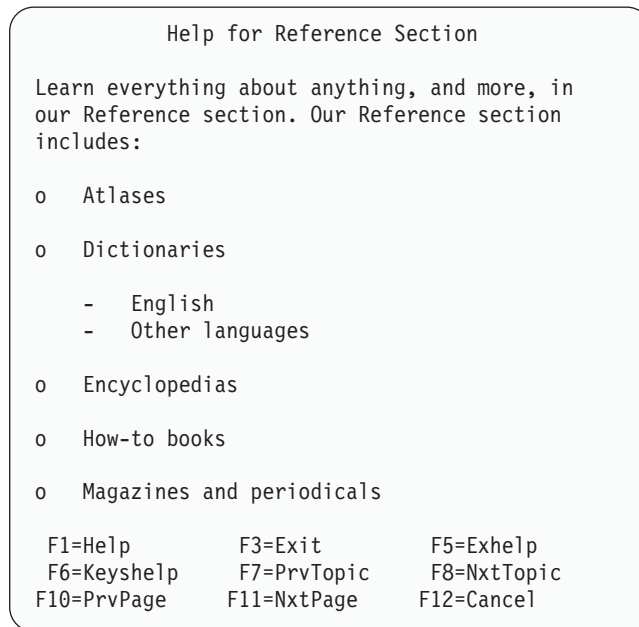 Help for Reference Section
Learn everything about anything, and more, in
our Reference section. Our Reference section
includes:
o Atlases
o Dictionaries
- English
- Other languages
o Encyclopedias
o How-to books
o Magazines and periodicals
F1=Help F3=Exit F5=Exhelp
F6=Keyshelp F7=PrvTopic F8=NxtTopic
F10=PrvPage F11=NxtPage F12=Cancel